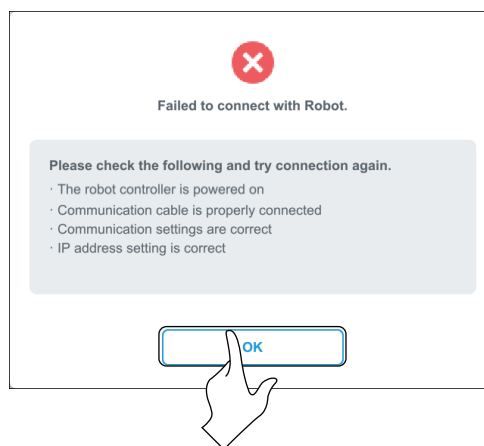 Failed to connect with Robot.
Please check the following and try connection again.
· The robot controller is powered on
· Communication cable is properly connected
· Communication settings are correct
· IP address setting is correct
OK